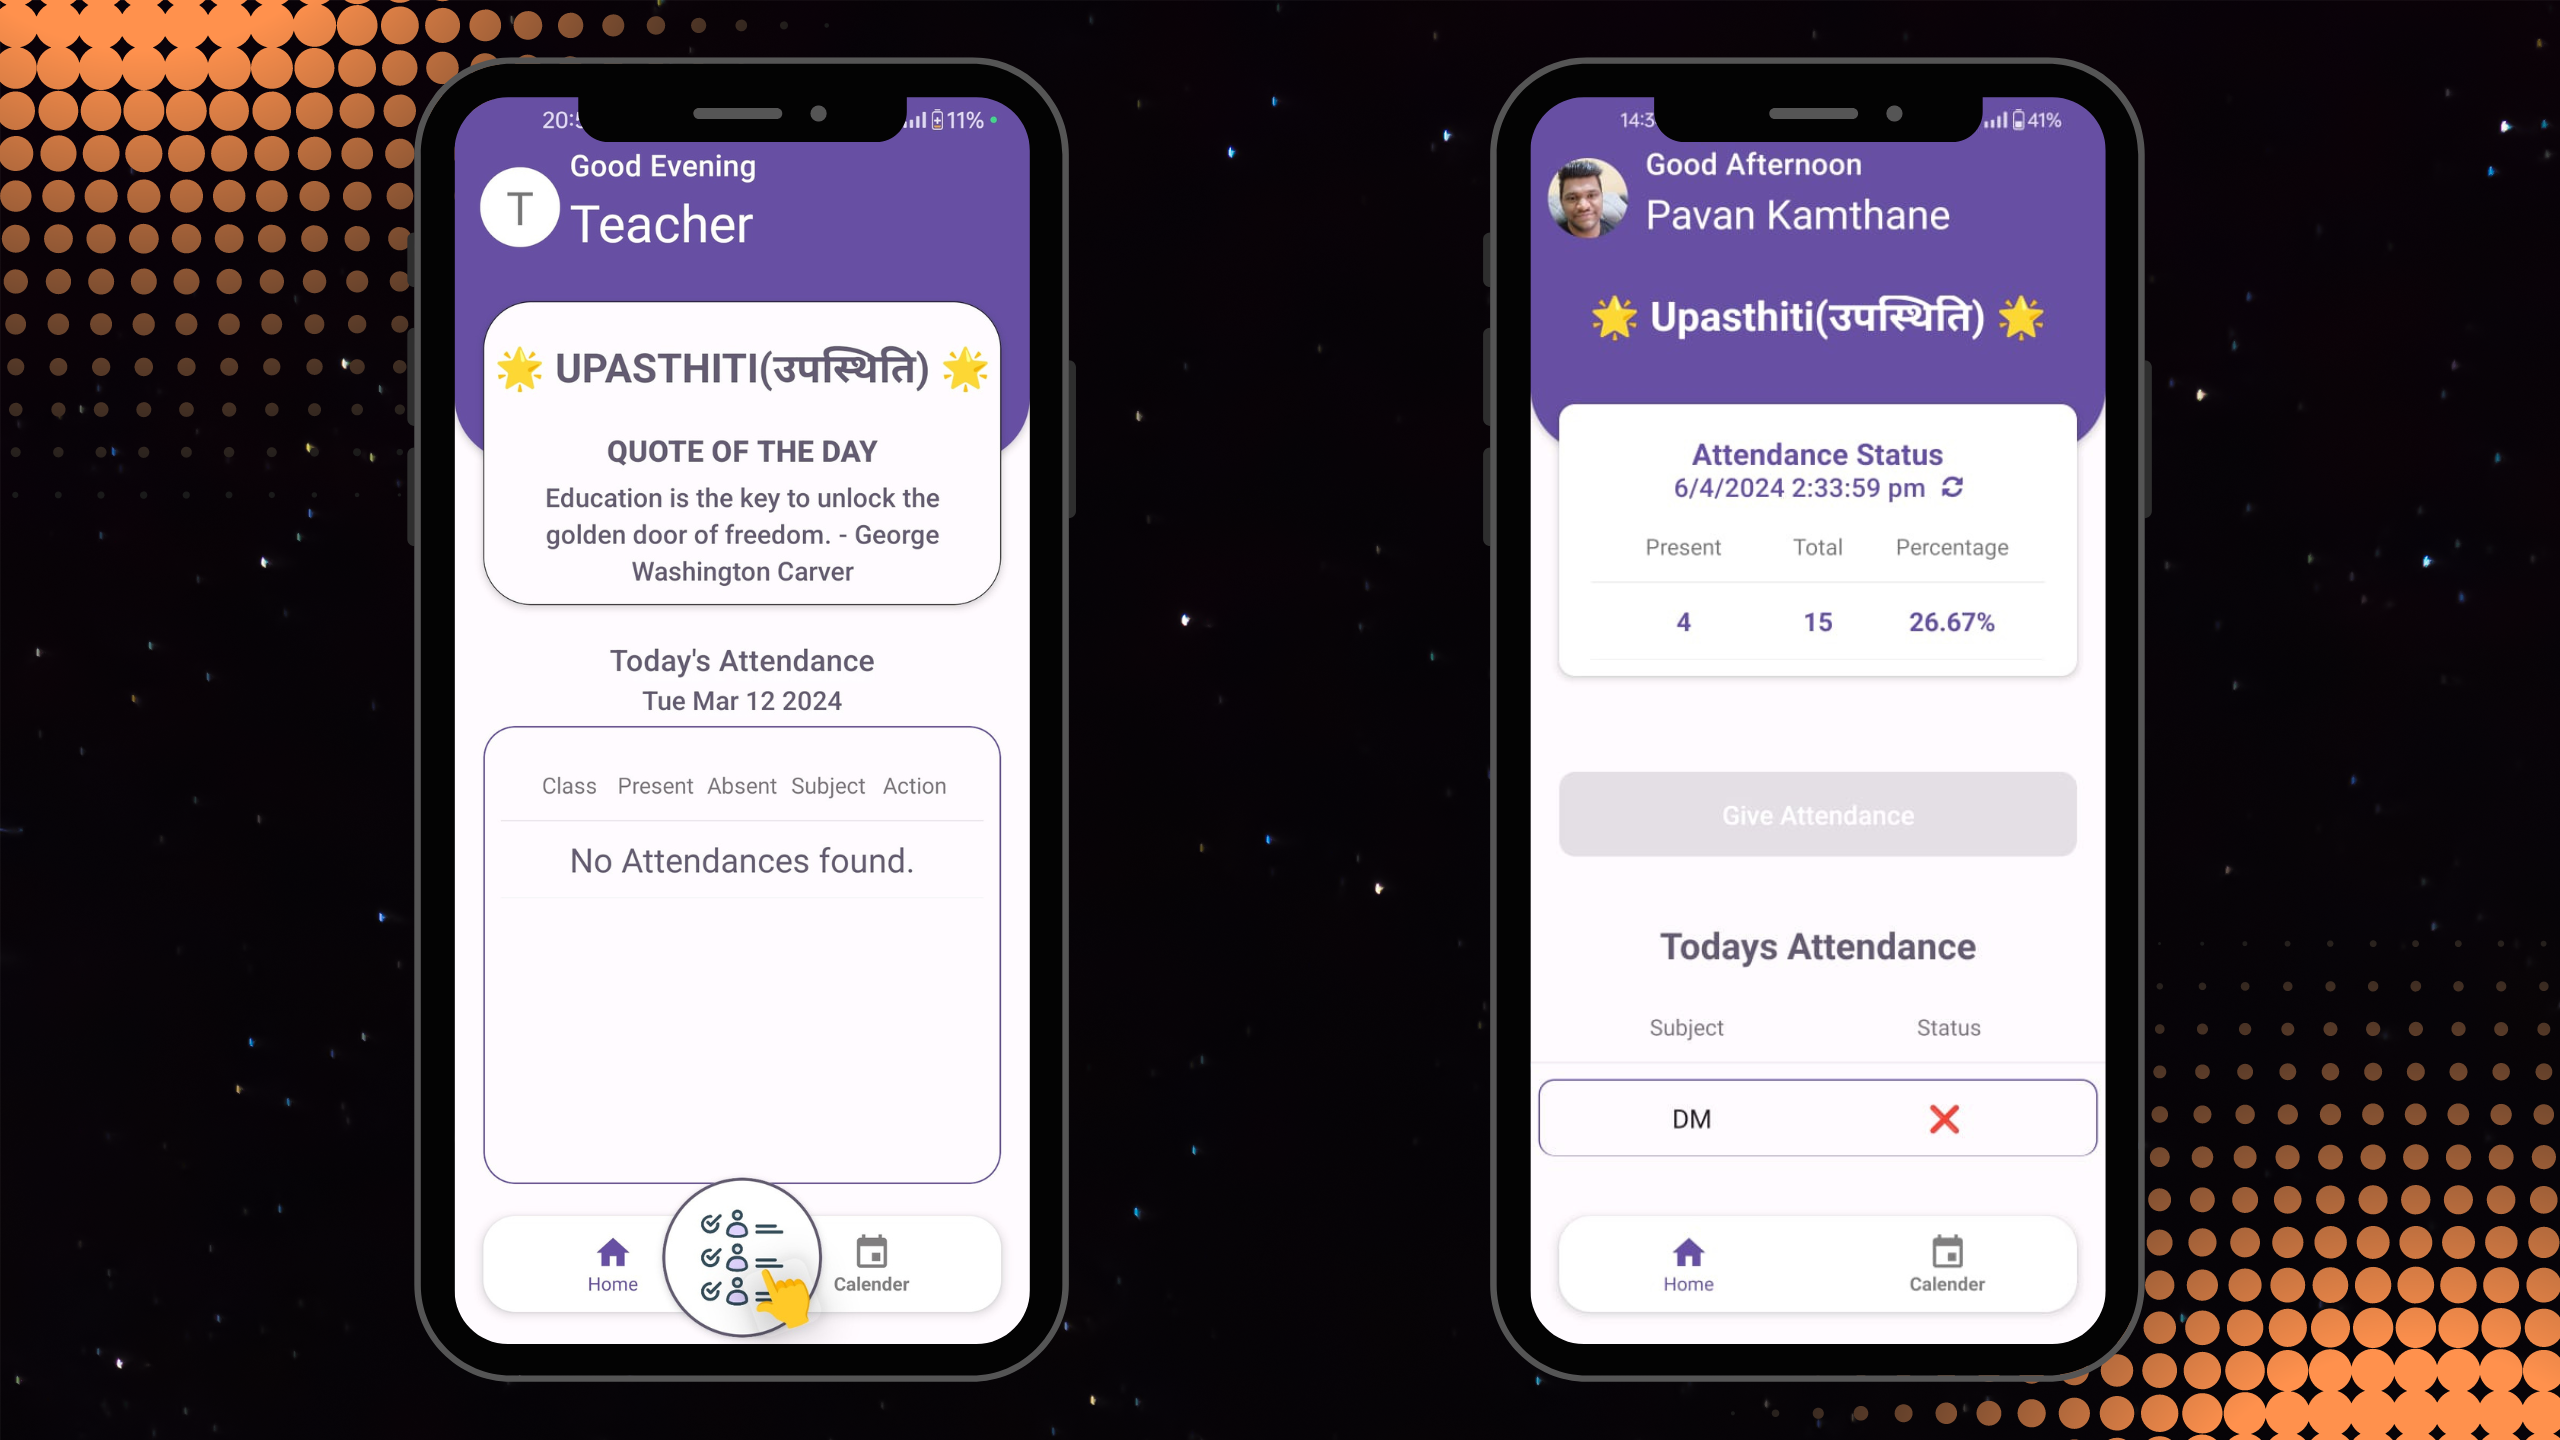 20:5
11%
Good Evening
T
Teacher
🌟 UPASTHITI(उपस्थिति) 🌟
QUOTE OF THE DAY
Education is the key to unlock the
golden door of freedom. - George
Washington Carver
Today's Attendance
Tue Mar 12 2024
Class Present Absent Subject Action
No Attendances found.
Home
Calender
14:3
41%
Good Afternoon
Pavan Kamthane
🌟 Upasthiti(उपस्थिति) 🌟
Attendance Status
6/4/2024 2:33:59 pm
Present Total Percentage
4 15 26.67%
Give Attendance
Todays Attendance
Subject Status
DM ❌
Home
Calender